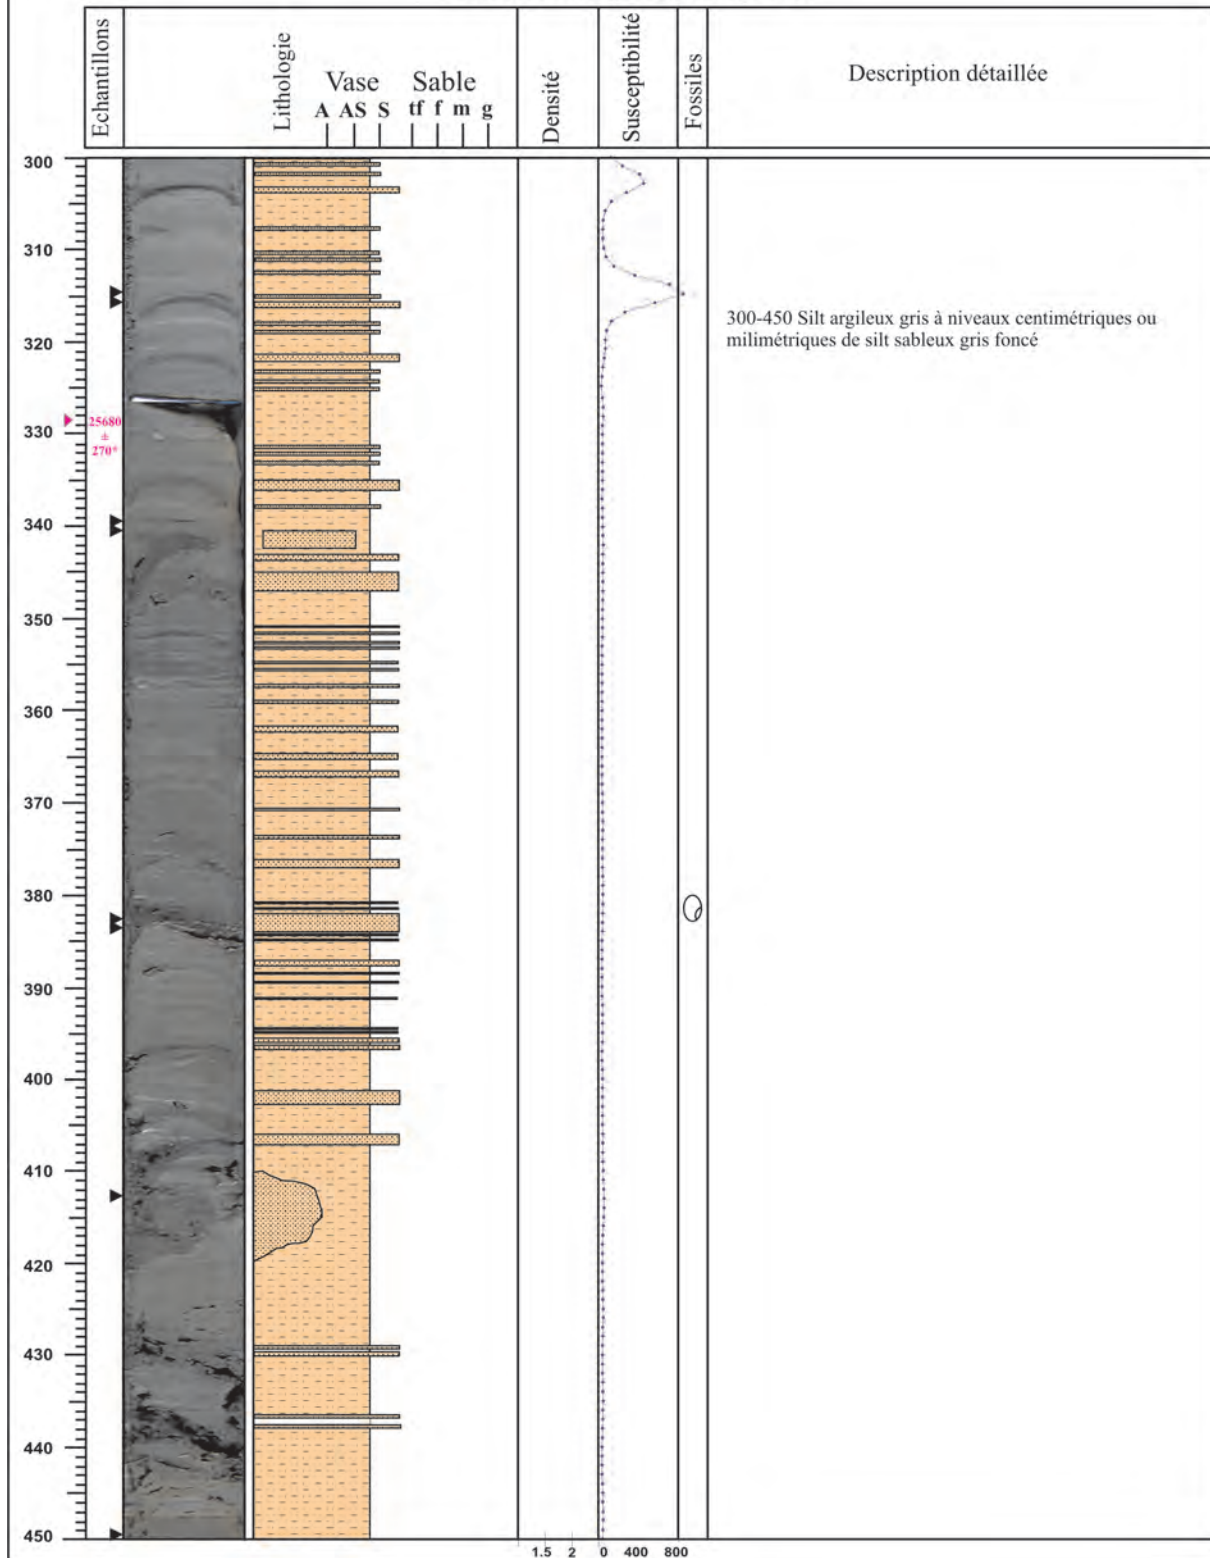 Echantillons
Lithologie
Vase
Sable
A AS S tf f m g
Densité
Susceptibilité
Fossiles
Description détaillée
300
310
320
330
340
350
360
370
380
390
400
410
420
430
440
450
25680
±
270*
300-450 Silt argileux gris à niveaux centimétriques ou
milimétriques de silt sableux gris foncé
1.5 2 0 400 800